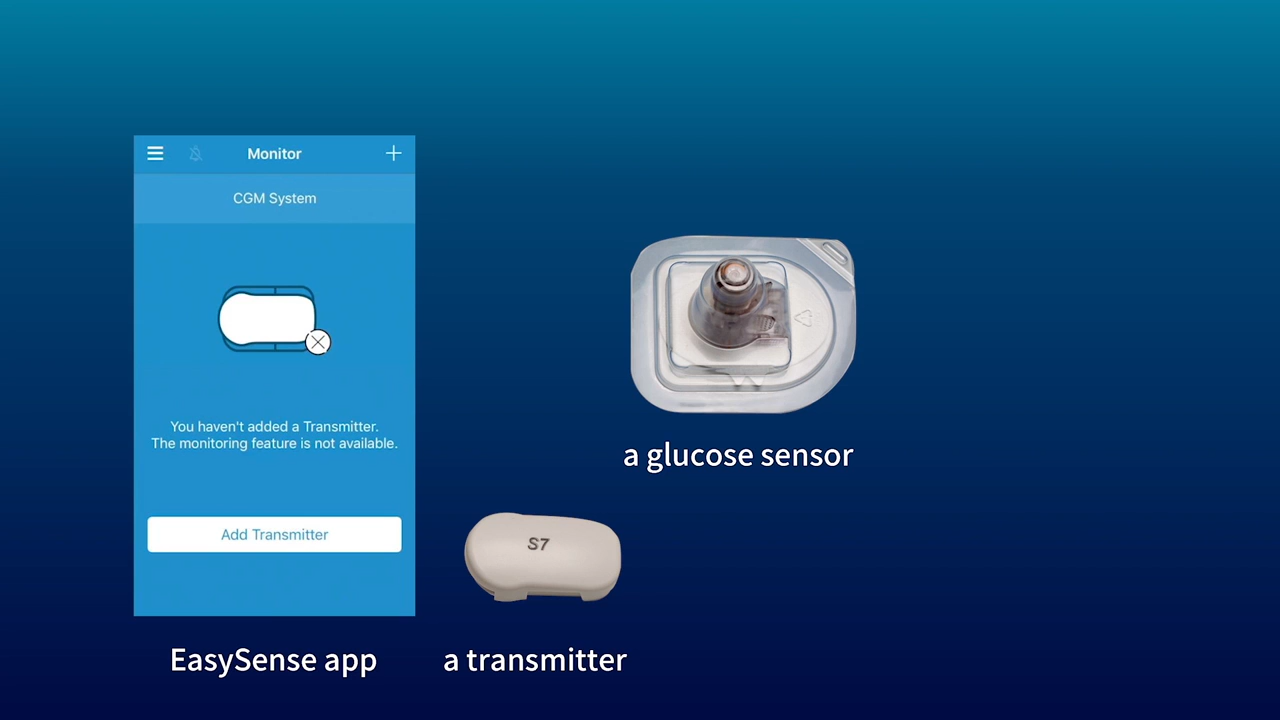 Monitor
CGM System
You haven't added a Transmitter.
The monitoring feature is not available.
Add Transmitter
EasySense app
a glucose sensor
S7
a transmitter